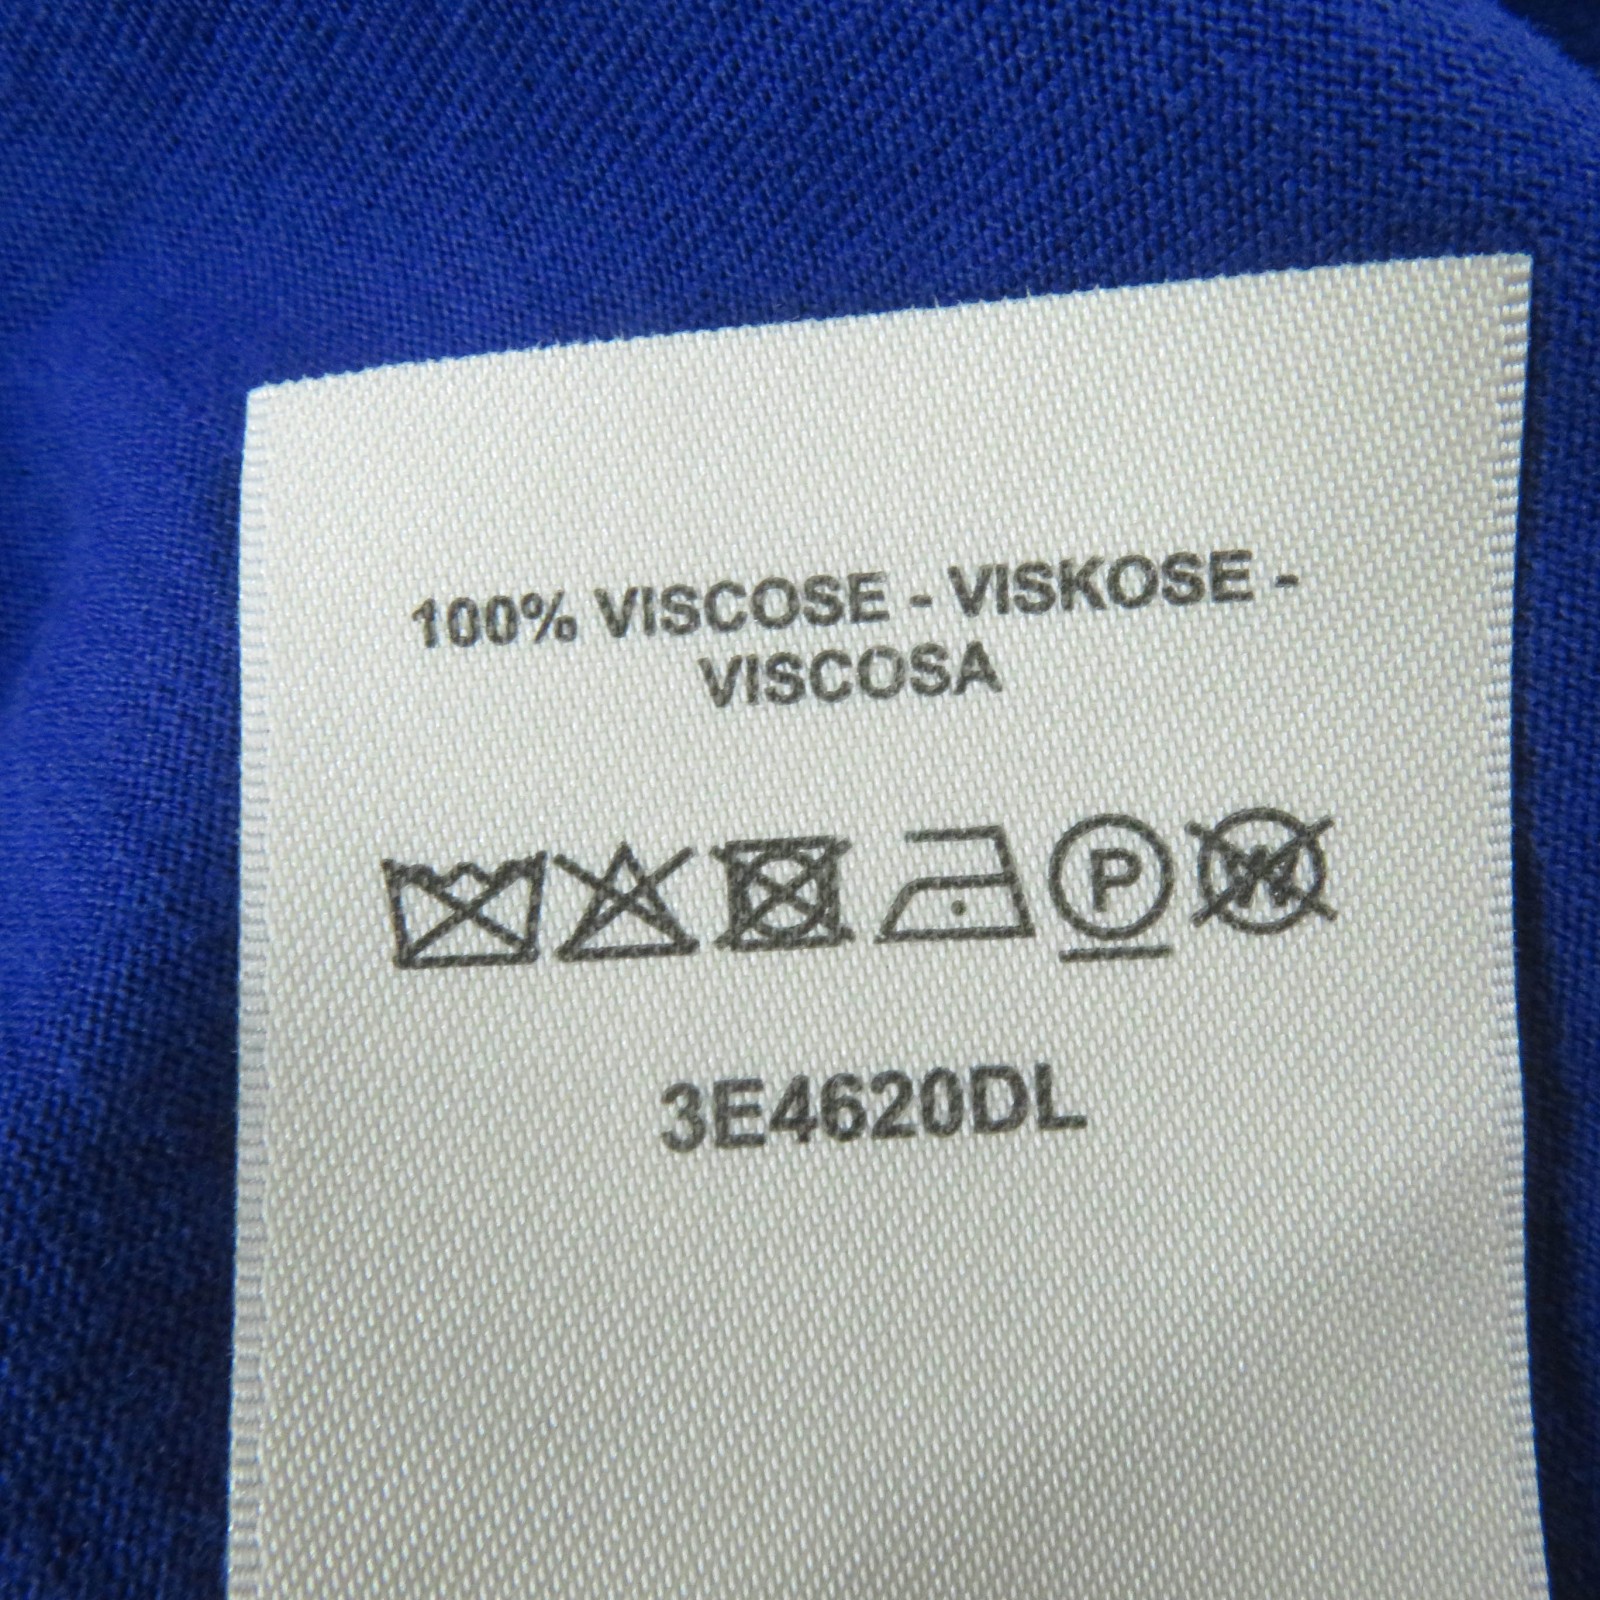 100% VISCOSE - VISKOSE -
VISCOSA
P W
3E4620DL